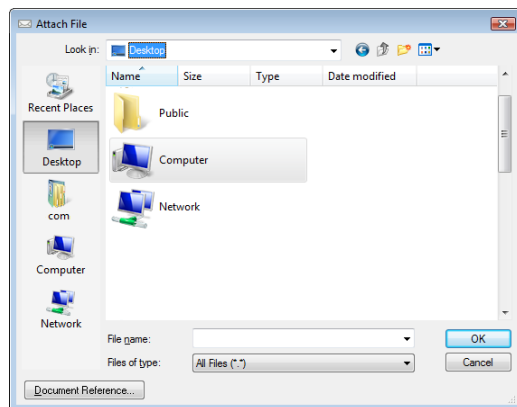 Attach File
Look in: Desktop
Name Size Type Date modified
Recent Places
Desktop
com
Computer
Network
Public
Computer
Network
File name: OK
Files of type: All Files (*.*) Cancel
Document Reference...